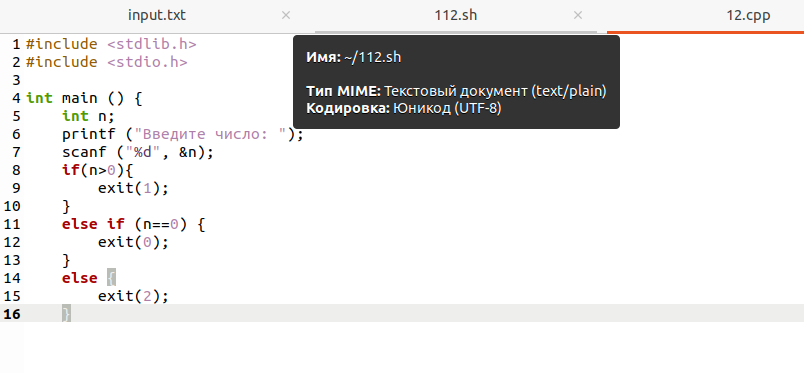 input.txt × 112.sh × 12.cpp
Имя: ~/112.sh
Тип MIME: Текстовый документ (text/plain)
Кодировка: Юникод (UTF-8)
1 #include <stdlib.h>
2 #include <stdio.h>
3
4 int main () {
5     int n;
6     printf ("Введите число: ");
7     scanf ("%d", &n);
8     if(n>0){
9         exit(1);
10     }
11     else if (n==0) {
12         exit(0);
13     }
14     else {
15         exit(2);
16     }